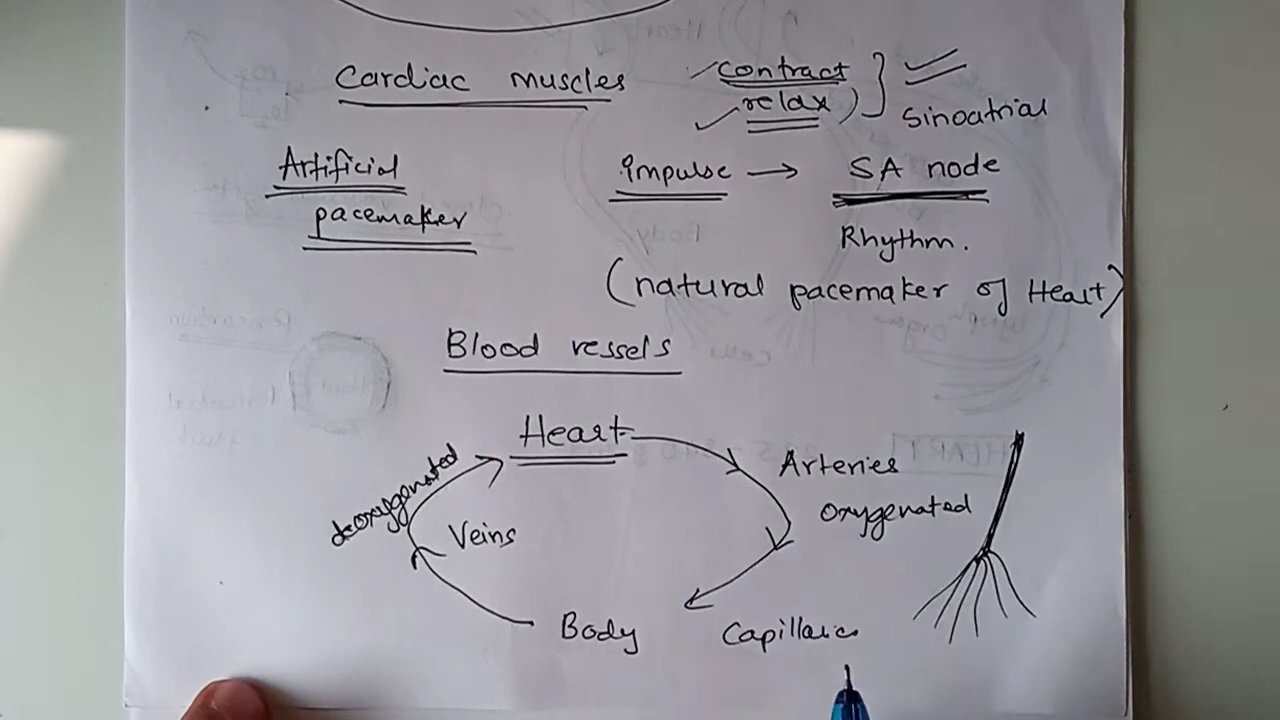 Cardiac muscles
contract
relax
Sinoatrial
Artificial
pacemaker
impulse → SA node
Rhythm.
(natural pacemaker of Heart)
Blood vessels
Heart
deoxygenated
Veins
Arteries
oxygenated
Body
Capillaries